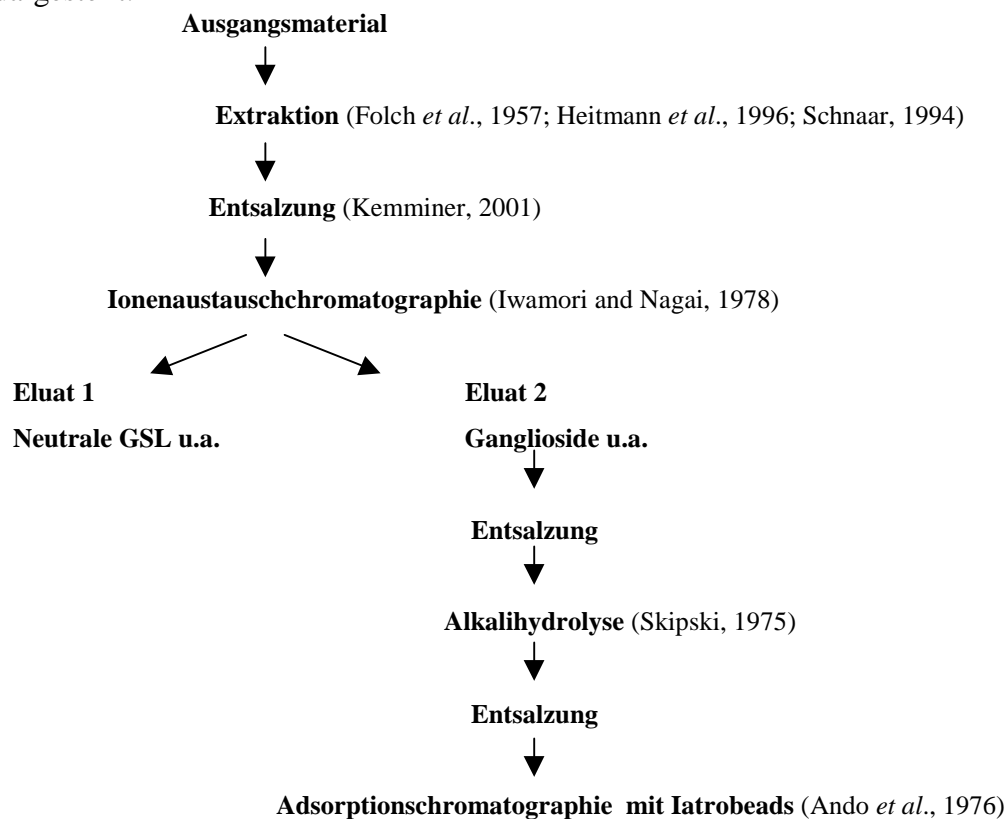 Ausgangsmaterial
Extraktion (Folch et al., 1957; Heitmann et al., 1996; Schnaar, 1994)
Entsalzung (Kemminer, 2001)
Ionenaustauschchromatographie (Iwamori and Nagai, 1978)
Eluat 1
Neutrale GSL u.a.
Eluat 2
Ganglioside u.a.
Entsalzung
Alkalihydrolyse (Skipski, 1975)
Entsalzung
Adsorptionschromatographie mit Iatrobeads (Ando et al., 1976)